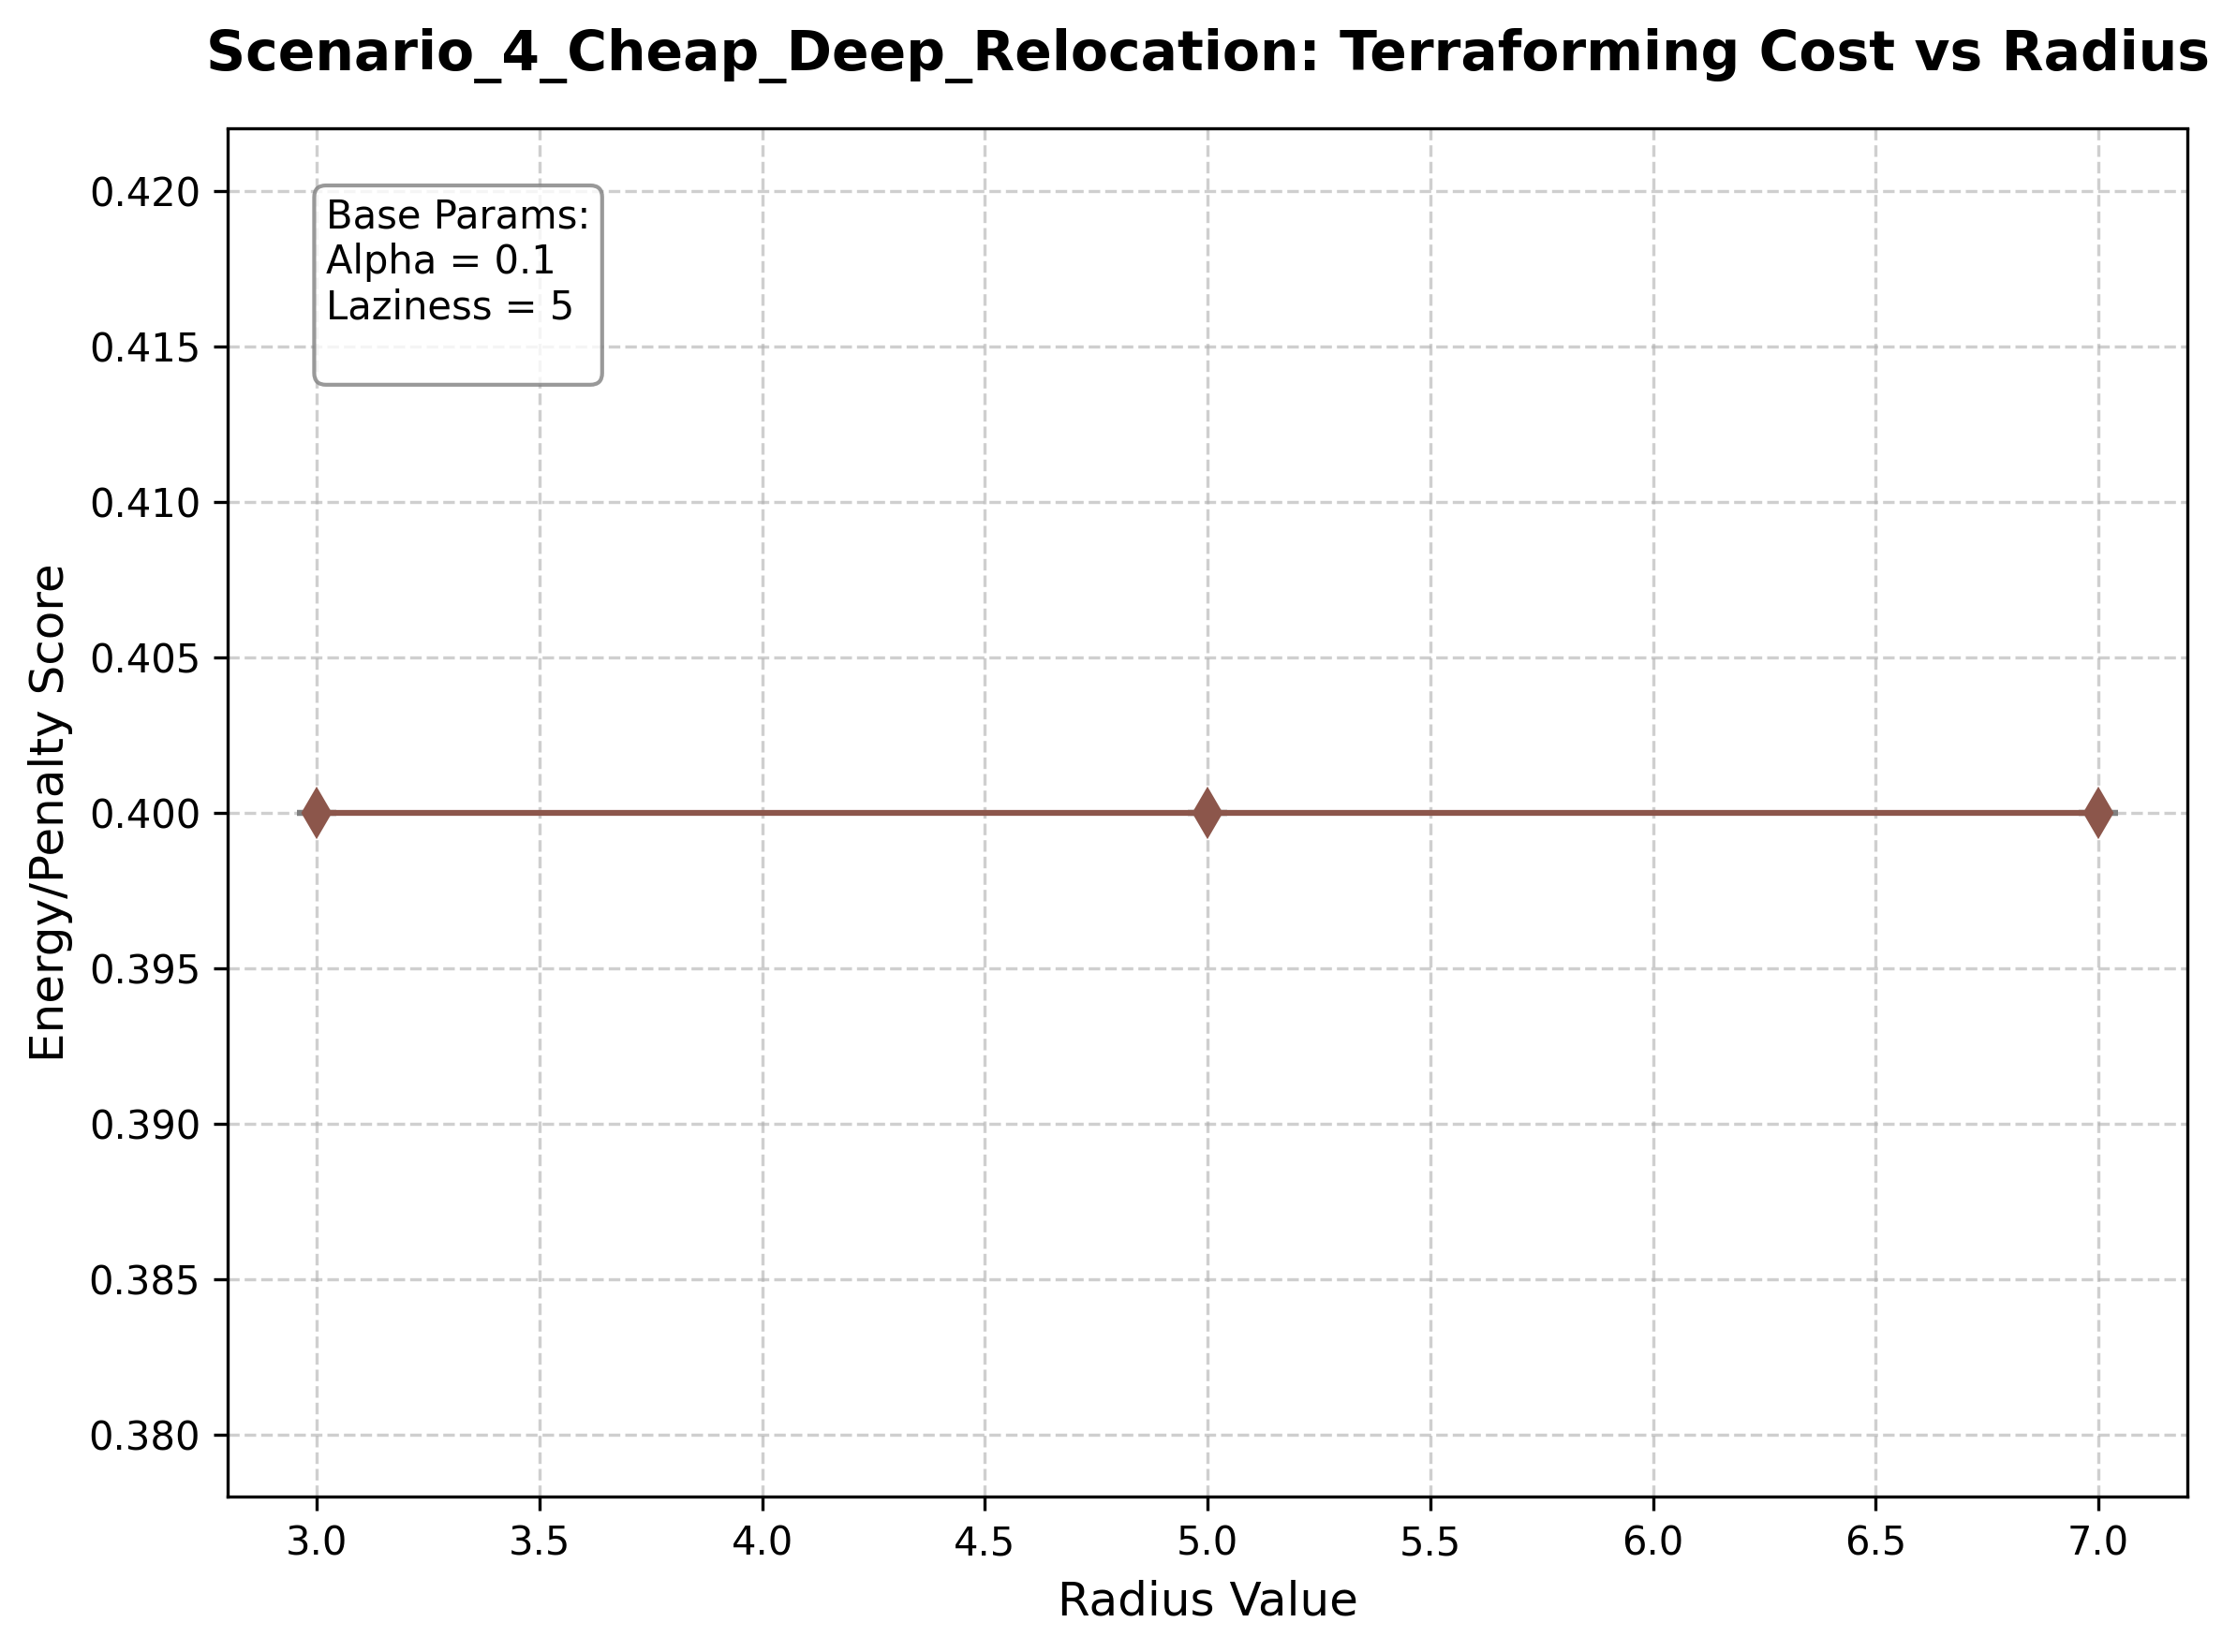 Scenario_4_Cheap_Deep_Relocation: Terraforming Cost vs Radius
Base Params:
Alpha = 0.1
Laziness = 5
Energy/Penalty Score
0.420
0.415
0.410
0.405
0.400
0.395
0.390
0.385
0.380
3.0 3.5 4.0 4.5 5.0 5.5 6.0 6.5 7.0
Radius Value